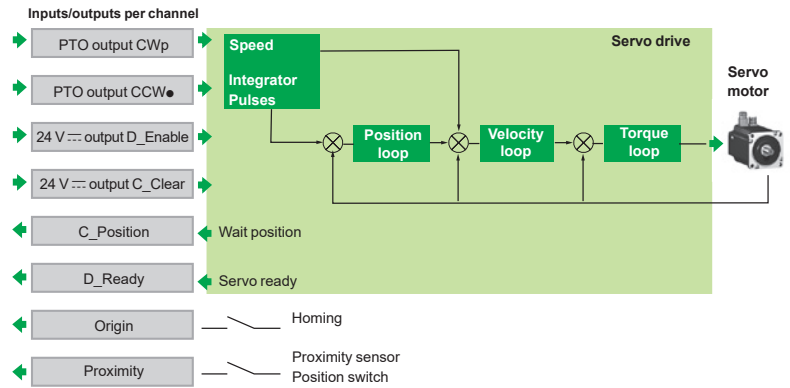 Inputs/outputs per channel
PTO output CWp
PTO output CCW●
24 V ⎓ output D_Enable
24 V ⎓ output C_Clear
C_Position
D_Ready
Origin
Proximity
Speed
Integrator
Pulses
Servo drive
Position
loop
Velocity
loop
Torque
loop
Servo
motor
Wait position
Servo ready
Homing
Proximity sensor
Position switch